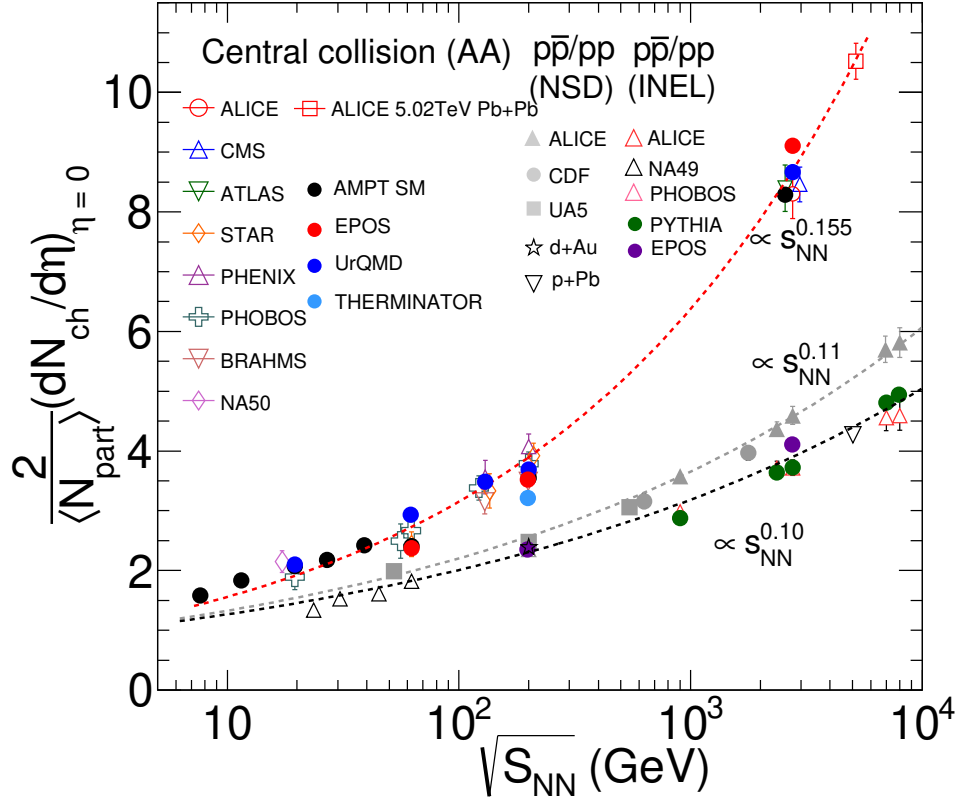 Central collision (AA)
pp̅/pp
(NSD)
pp̅/pp
(INEL)
ALICE
CMS
ATLAS
STAR
PHENIX
PHOBOS
BRAHMS
NA50
ALICE 5.02TeV Pb+Pb
AMPT SM
EPOS
UrQMD
THERMINATOR
ALICE
CDF
UA5
d+Au
p+Pb
ALICE
NA49
PHOBOS
PYTHIA
EPOS
∝ s_NN^0.155
∝ s_NN^0.11
∝ s_NN^0.10
2/⟨N_part⟩ (dN_ch/dη)_η = 0
10
8
6
4
2
0
10
10^2
10^3
10^4
√S_NN (GeV)